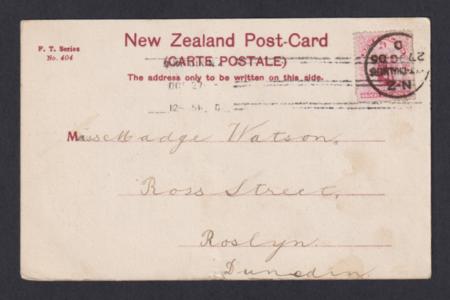 F. T. Series
No. 404
New Zealand Post-Card
(CARTE POSTALE)
The address only to be written on this side.
Miss Madge Watson.
Ross Street,
Roslyn.
Dunedin